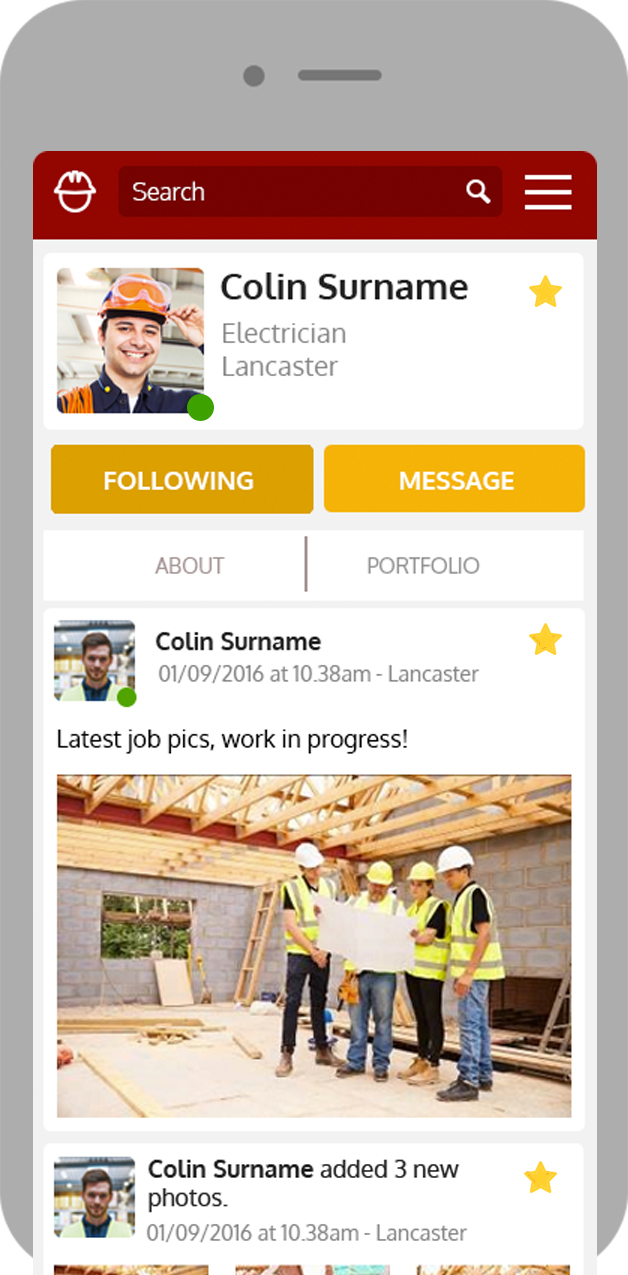 Search
Colin Surname
Electrician
Lancaster
FOLLOWING
MESSAGE
ABOUT
PORTFOLIO
Colin Surname
01/09/2016 at 10.38am - Lancaster
Latest job pics, work in progress!
Colin Surname added 3 new
photos.
01/09/2016 at 10.38am - Lancaster